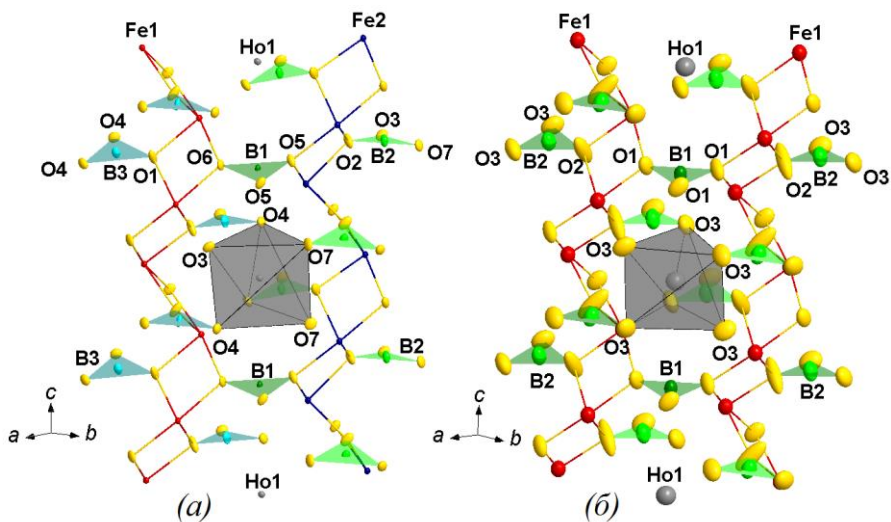 Fe1 Fe2
Ho1
O4 O3
O4 B3 O1 O6 B1 O5 O2 B2 O7
O5
O4
O3 O7
O4 O7
B3 B1 B2
c
a b
Ho1
(а)
Fe1 Fe1
Ho1
O3 O3
O3 B2 O2 O1 B1 O1 O2 B2 O3
O1
O3
O3 O3
O3 O3
B2 B1 B2
c
a b
Ho1
(б)